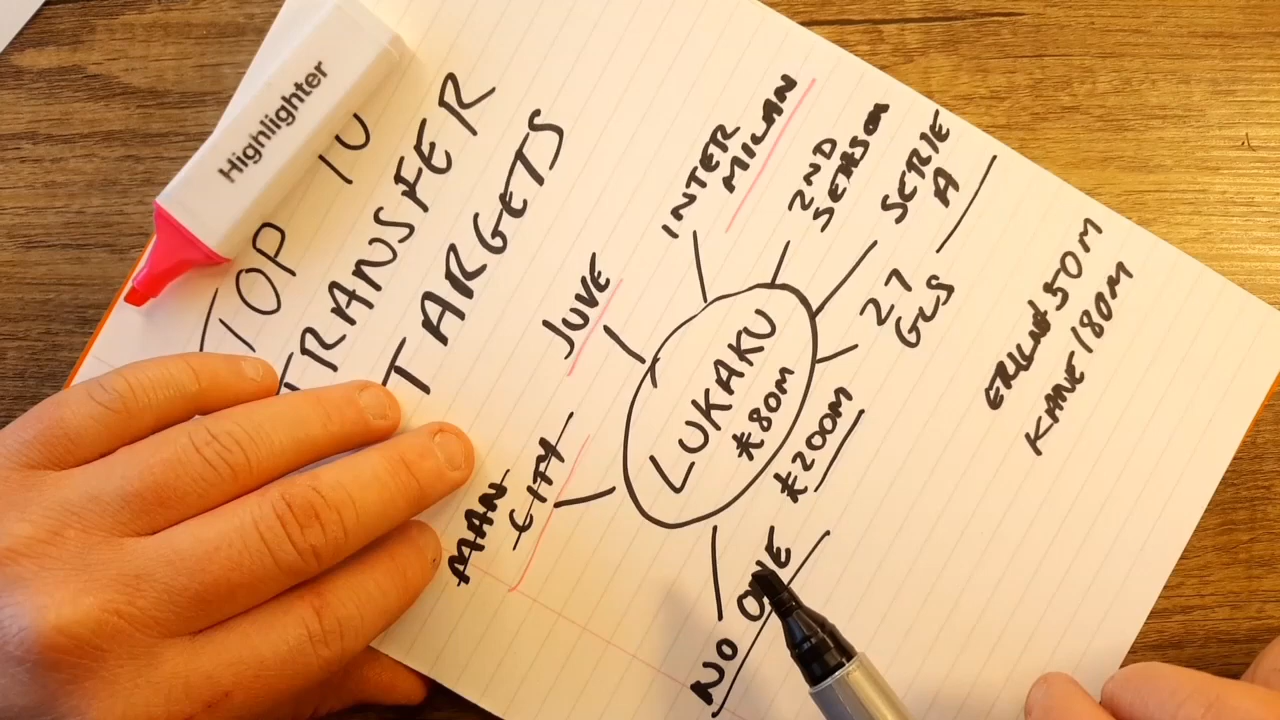 Highlighter
TOP 10
TRANSFER
TARGETS
INTER
MILAN
2ND
SEASON
SERIE
A
JUVE
27
GLS
LUKAKU
£80M
£200M
MAN
CITY
NO ONE
50M
KANE 180M